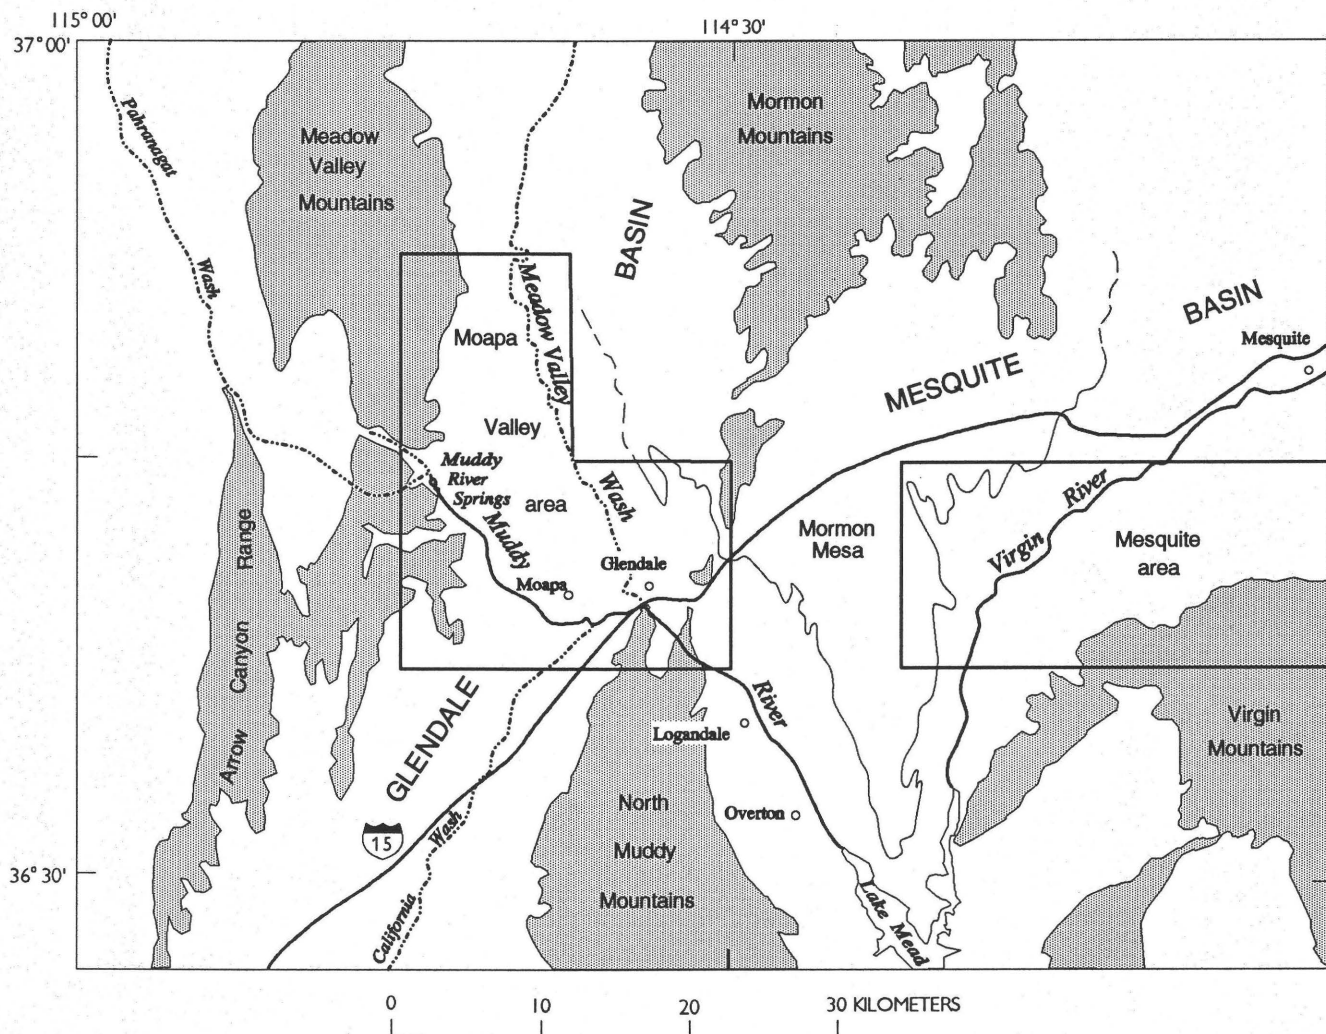 115° 00'
114° 30'
37° 00'
Pahranagat
Wash
Meadow
Valley
Mountains
Mormon
Mountains
BASIN
Meadow Valley
Wash
Moapa
Valley
area
BASIN
Mesquite
MESQUITE
Muddy
River
Springs
Muddy
Moapa
Glendale
Mormon
Mesa
Virgin River
Mesquite
area
Arrow Canyon Range
GLENDALE
River
Logandale
Virgin
Mountains
North
Muddy
Mountains
Overton
15
Wash
California
36° 30'
Lake Mead
0 10 20 30 KILOMETERS